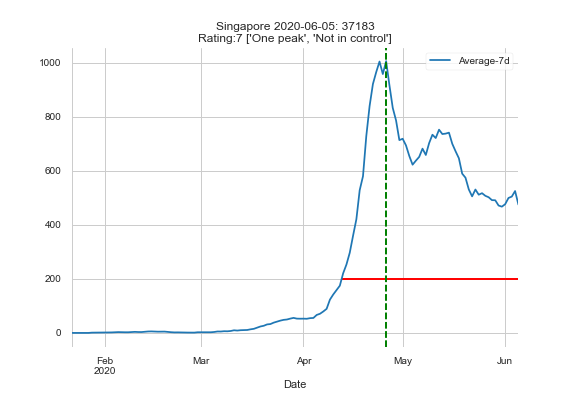 Singapore 2020-06-05: 37183
Rating:7 ['One peak', 'Not in control']
Average-7d
1000
800
600
400
200
0
Feb
2020
Mar
Apr
May
Jun
Date